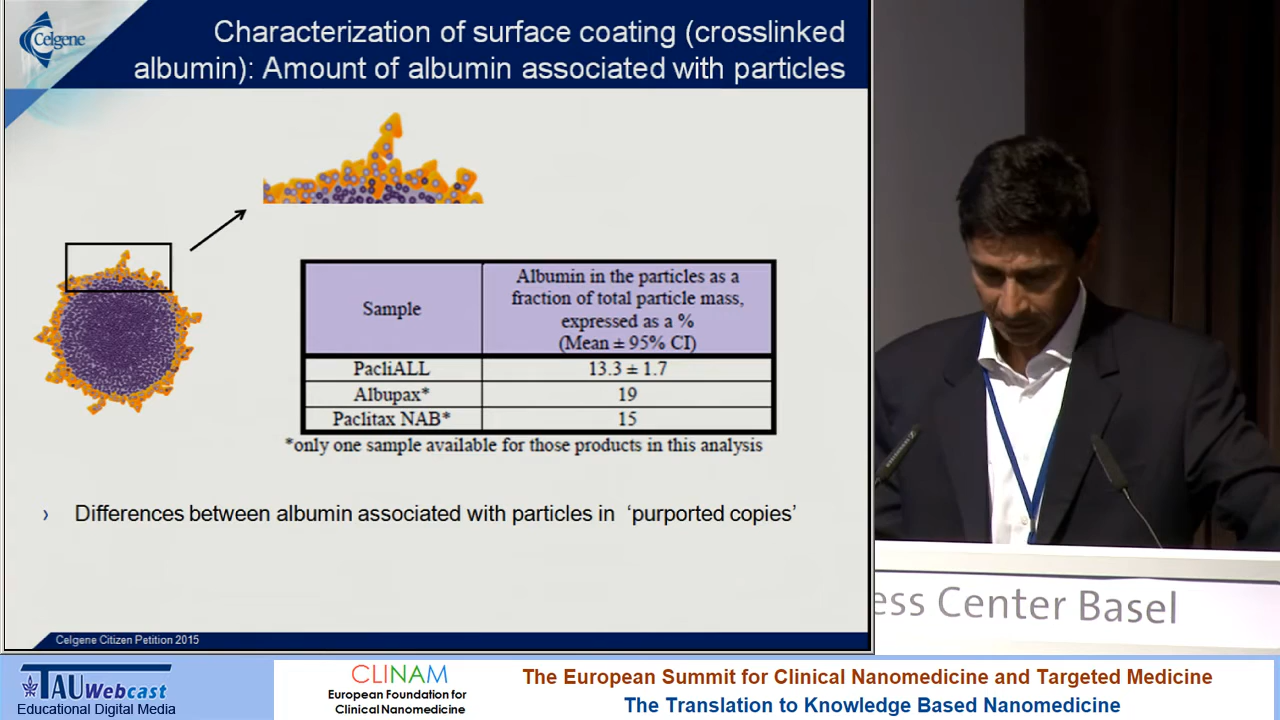 Celgene
Characterization of surface coating (crosslinked
albumin): Amount of albumin associated with particles
Sample
Albumin in the particles as a
fraction of total particle mass,
expressed as a %
(Mean ± 95% CI)
PacliALL
13.3 ± 1.7
Albupax*
19
Paclitax NAB*
15
*only one sample available for those products in this analysis
› Differences between albumin associated with particles in ‘purported copies’
Celgene Citizen Petition 2015
ess Center Basel
TAU Webcast
Educational Digital Media
CLINAM
European Foundation for
Clinical Nanomedicine
The European Summit for Clinical Nanomedicine and Targeted Medicine
The Translation to Knowledge Based Nanomedicine